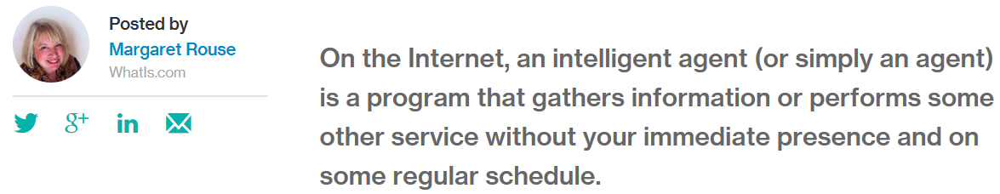 Posted by
Margaret Rouse
WhatIs.com
g+
in
On the Internet, an intelligent agent (or simply an agent)
is a program that gathers information or performs some
other service without your immediate presence and on
some regular schedule.